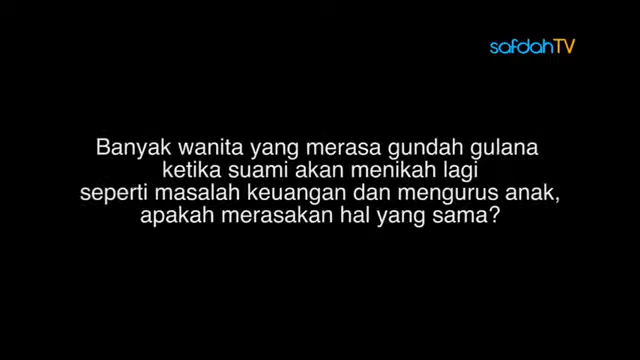 safdahTV
Banyak wanita yang merasa gundah gulana
ketika suami akan menikah lagi
seperti masalah keuangan dan mengurus anak,
apakah merasakan hal yang sama?